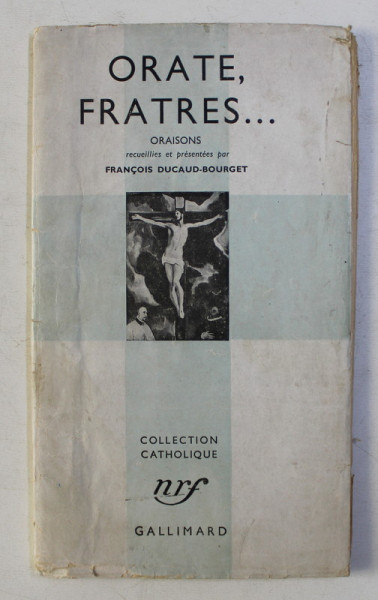 ORATE,
FRATRES...
ORAISONS
recueillies et présentées par
FRANÇOIS DUCAUD-BOURGET
COLLECTION
CATHOLIQUE
nrf
GALLIMARD